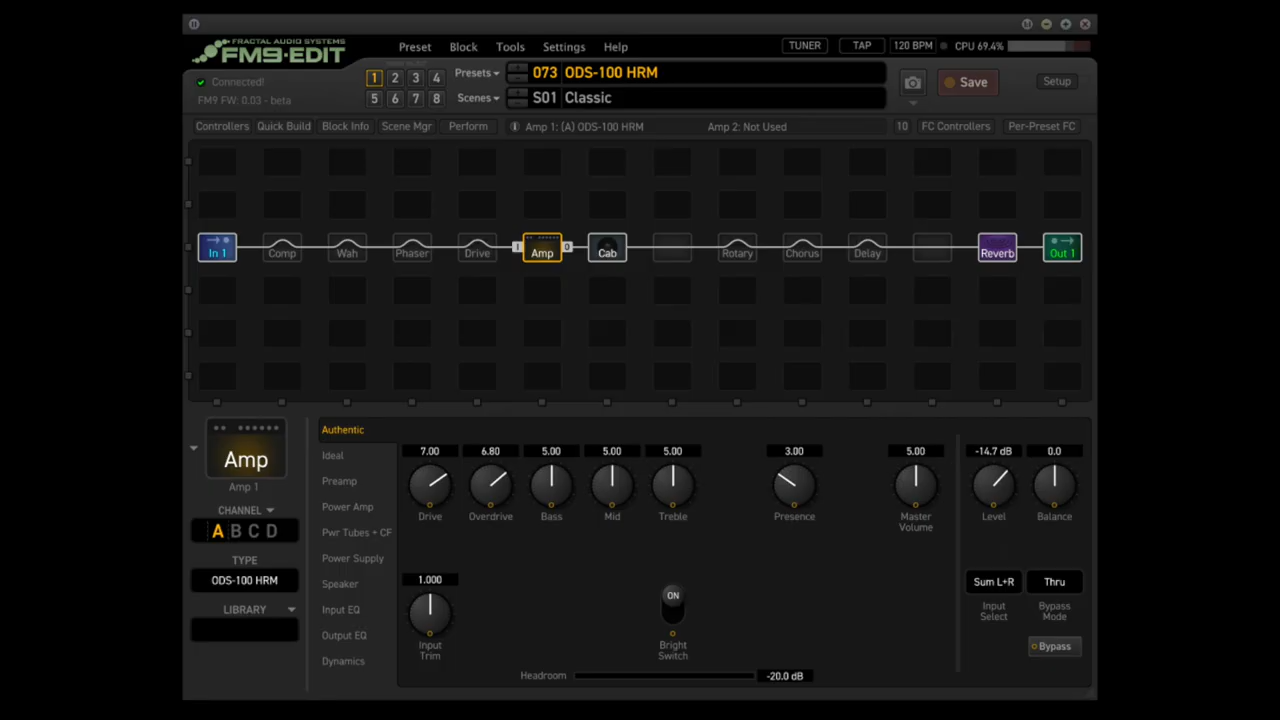 FRACTAL AUDIO SYSTEMS
FM9-EDIT
Preset Block Tools Settings Help
TUNER TAP 120 BPM CPU 69.4%
Connected!
FM9 FW: 0.03 - beta
1 2 3 4
5 6 7 8
Presets 073 ODS-100 HRM
Scenes S01 Classic
Save
Setup
Controllers Quick Build Block Info Scene Mgr Perform Amp 1: (A) ODS-100 HRM Amp 2: Not Used 10 FC Controllers Per-Preset FC
In 1 Comp Wah Phaser Drive I Amp O Cab Rotary Chorus Delay Reverb Out 1
Amp
Amp 1
CHANNEL
A B C D
TYPE
ODS-100 HRM
LIBRARY
Authentic
Ideal
Preamp
Power Amp
Pwr Tubes + CF
Power Supply
Speaker
Input EQ
Output EQ
Dynamics
7.00 6.80 5.00 5.00 5.00 3.00 5.00 -14.7 dB 0.0
Drive Overdrive Bass Mid Treble Presence Master Volume Level Balance
1.000
Input Trim
ON
Bright Switch
Sum L+R Thru
Input Select Bypass Mode
Bypass
Headroom -20.0 dB